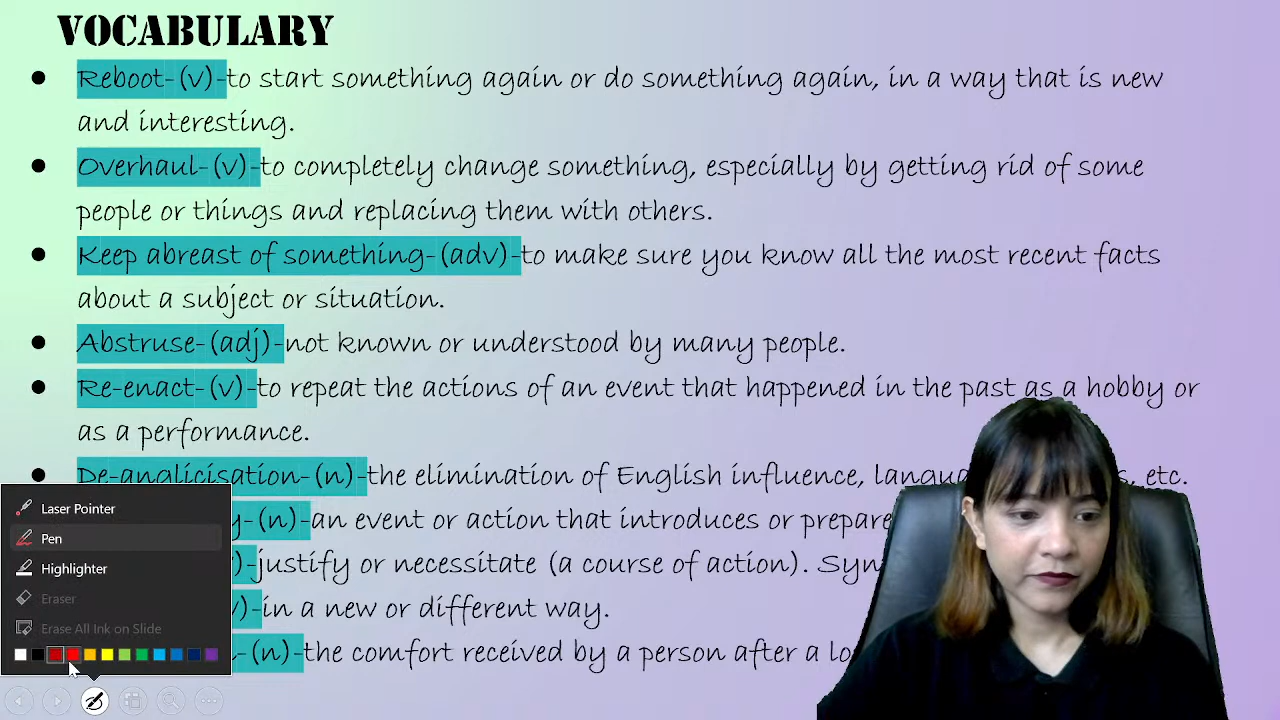 VOCABULARY
● Reboot-(v)-to start something again or do something again, in a way that is new
and interesting.
● Overhaul-(v)-to completely change something, especially by getting rid of some
people or things and replacing them with others.
● Keep abreast of something-(adv)-to make sure you know all the most recent facts
about a subject or situation.
● Abstruse-(adj)-not known or understood by many people.
● Re-enact-(v)-to repeat the actions of an event that happened in the past as a hobby or
as a performance.
● De-anglicisation-(n)-the elimination of English influence, etc.
-(n)-an event or action that introduces or
justify or necessitate (a course of action).
in a new or different way.
-(n)-the comfort received by a person after a
Laser Pointer
Pen
Highlighter
Eraser
Erase All Ink on Slide